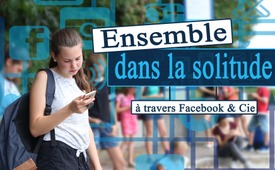 Ensemble
dans la solitude
à travers Facebook & Cie